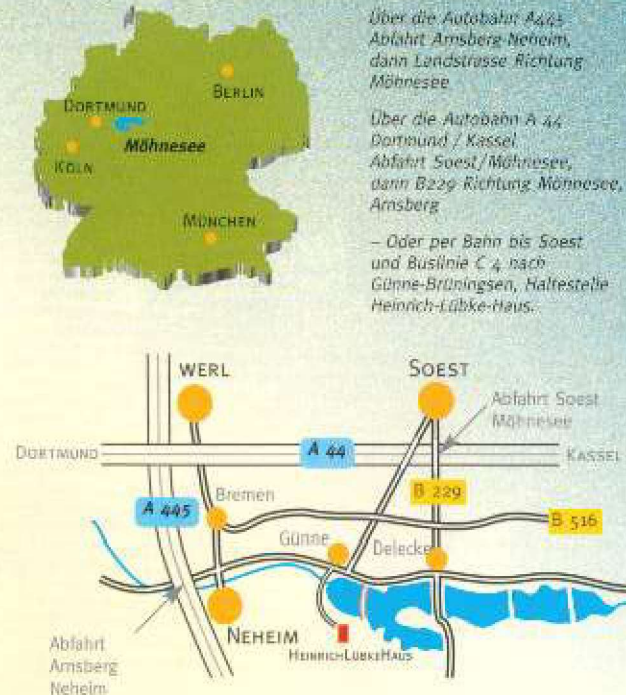 Über die Autobahn A445
Abfahrt Arnsberg-Neheim,
dann Landstrasse Richtung
Möhnesee
Über die Autobahn A 44
Dortmund / Kassel
Abfahrt Soest/Möhnesee,
dann B229 Richtung Möhnesee,
Arnsberg
– Oder per Bahn bis Soest
und Buslinie C 4 nach
Günne-Brüningsen, Haltestelle
Heinrich-Lübke-Haus.
BERLIN
DORTMUND
Möhnesee
KÖLN
MÜNCHEN
WERL
SOEST
Abfahrt Soest
Möhnesee
DORTMUND
A 44
KASSEL
Bremen
B 229
A 445
B 516
Günne
Delecke
NEHEIM
HEINRICHLÜBKEHAUS
Abfahrt
Arnsberg
Neheim